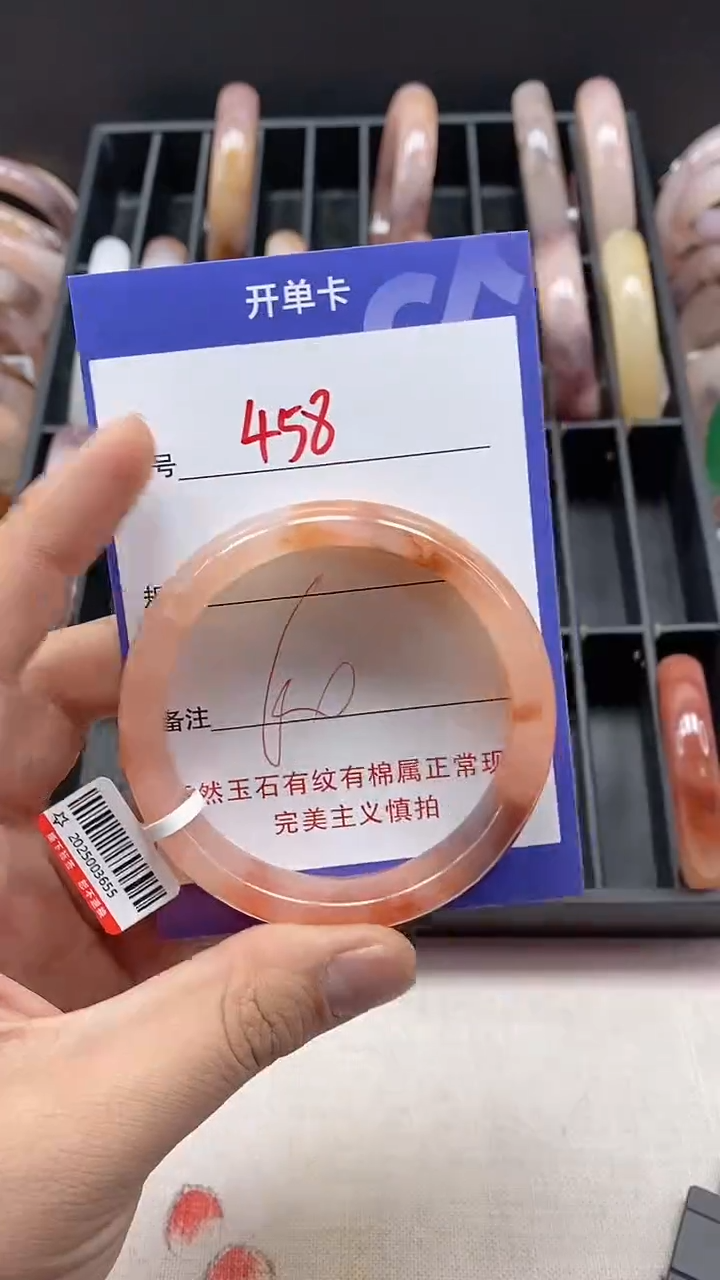 开单卡
号 458
规
备注
然玉石有纹有棉属正常现
完美主义慎拍
2025003655